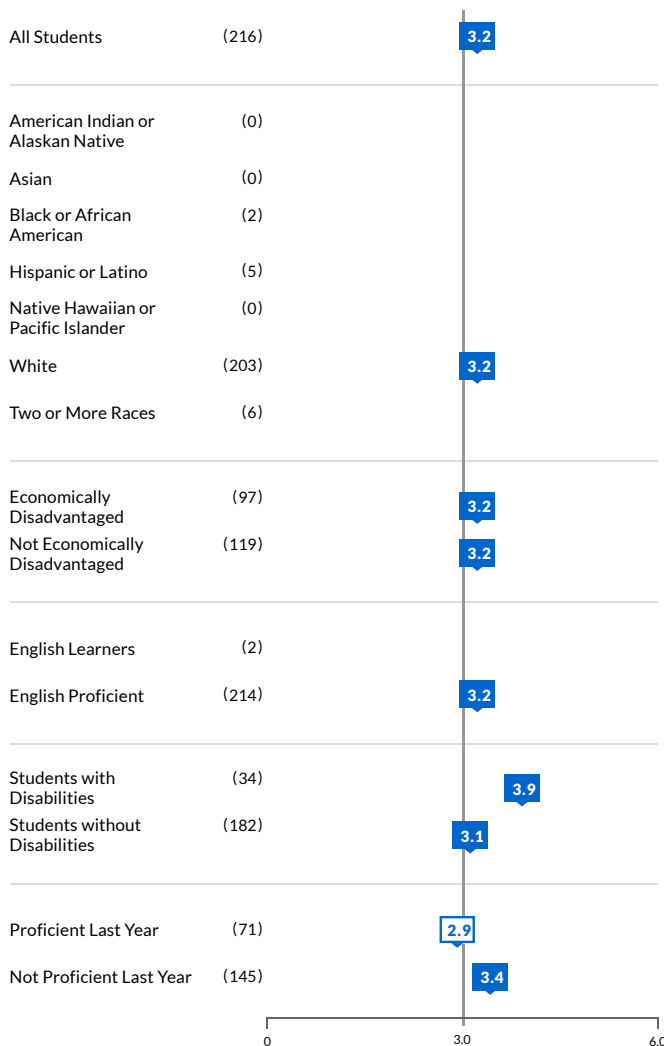 All Students (216) 3.2
American Indian or (0)
Alaskan Native
Asian (0)
Black or African (2)
American
Hispanic or Latino (5)
Native Hawaiian or (0)
Pacific Islander
White (203) 3.2
Two or More Races (6)
Economically (97) 3.2
Disadvantaged
Not Economically (119) 3.2
Disadvantaged
English Learners (2)
English Proficient (214) 3.2
Students with (34) 3.9
Disabilities
Students without (182) 3.1
Disabilities
Proficient Last Year (71) 2.9
Not Proficient Last Year (145) 3.4
0 3.0 6.0